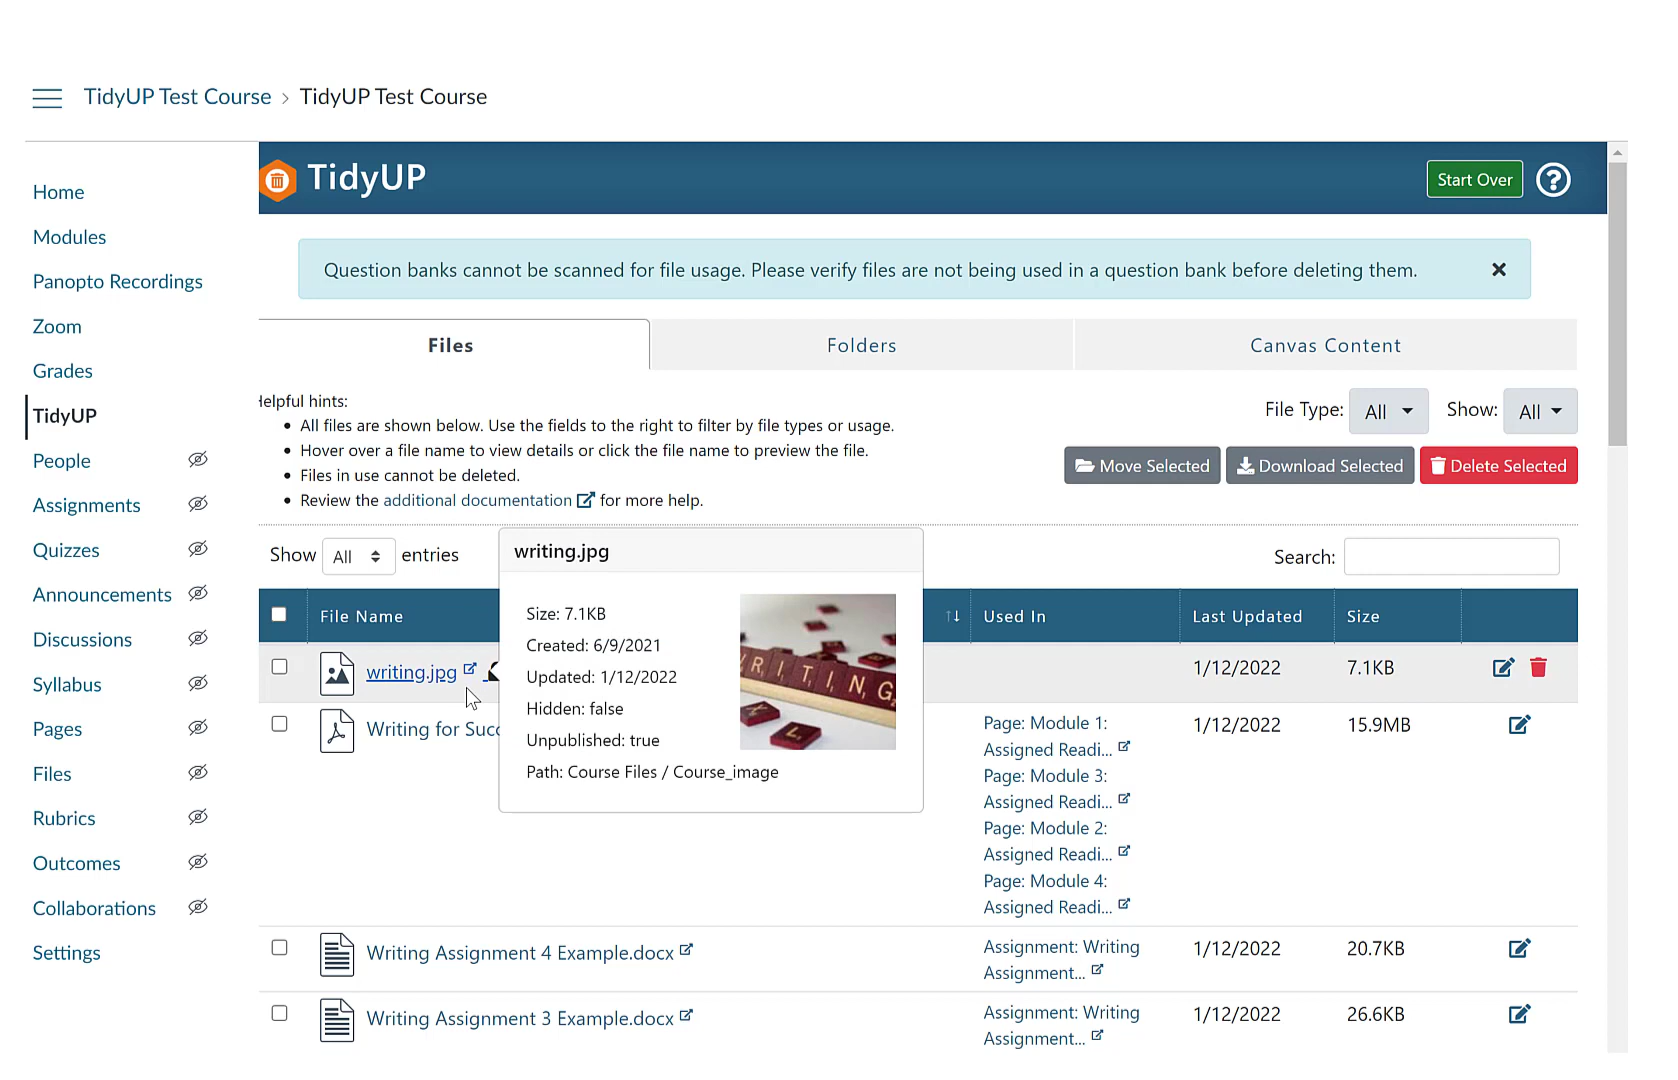 TidyUP Test Course › TidyUP Test Course
Home
Modules
Panopto Recordings
Zoom
Grades
TidyUP
People
Assignments
Quizzes
Announcements
Discussions
Syllabus
Pages
Files
Rubrics
Outcomes
Collaborations
Settings
TidyUP
Start Over
?
Question banks cannot be scanned for file usage. Please verify files are not being used in a question bank before deleting them.
Files
Folders
Canvas Content
Helpful hints:
• All files are shown below. Use the fields to the right to filter by file types or usage.
• Hover over a file name to view details or click the file name to preview the file.
• Files in use cannot be deleted.
• Review the additional documentation for more help.
File Type: All Show: All
Move Selected Download Selected Delete Selected
Show All entries
Search:
File Name Used In Last Updated Size
writing.jpg 1/12/2022 7.1KB
writing.jpg
Size: 7.1KB
Created: 6/9/2021
Updated: 1/12/2022
Hidden: false
Unpublished: true
Path: Course Files / Course_image
WRITING
Writing for Succ
Page: Module 1:
Assigned Readi...
Page: Module 3:
Assigned Readi...
Page: Module 2:
Assigned Readi...
Page: Module 4:
Assigned Readi...
1/12/2022 15.9MB
Writing Assignment 4 Example.docx
Assignment: Writing
Assignment...
1/12/2022 20.7KB
Writing Assignment 3 Example.docx
Assignment: Writing
Assignment...
1/12/2022 26.6KB